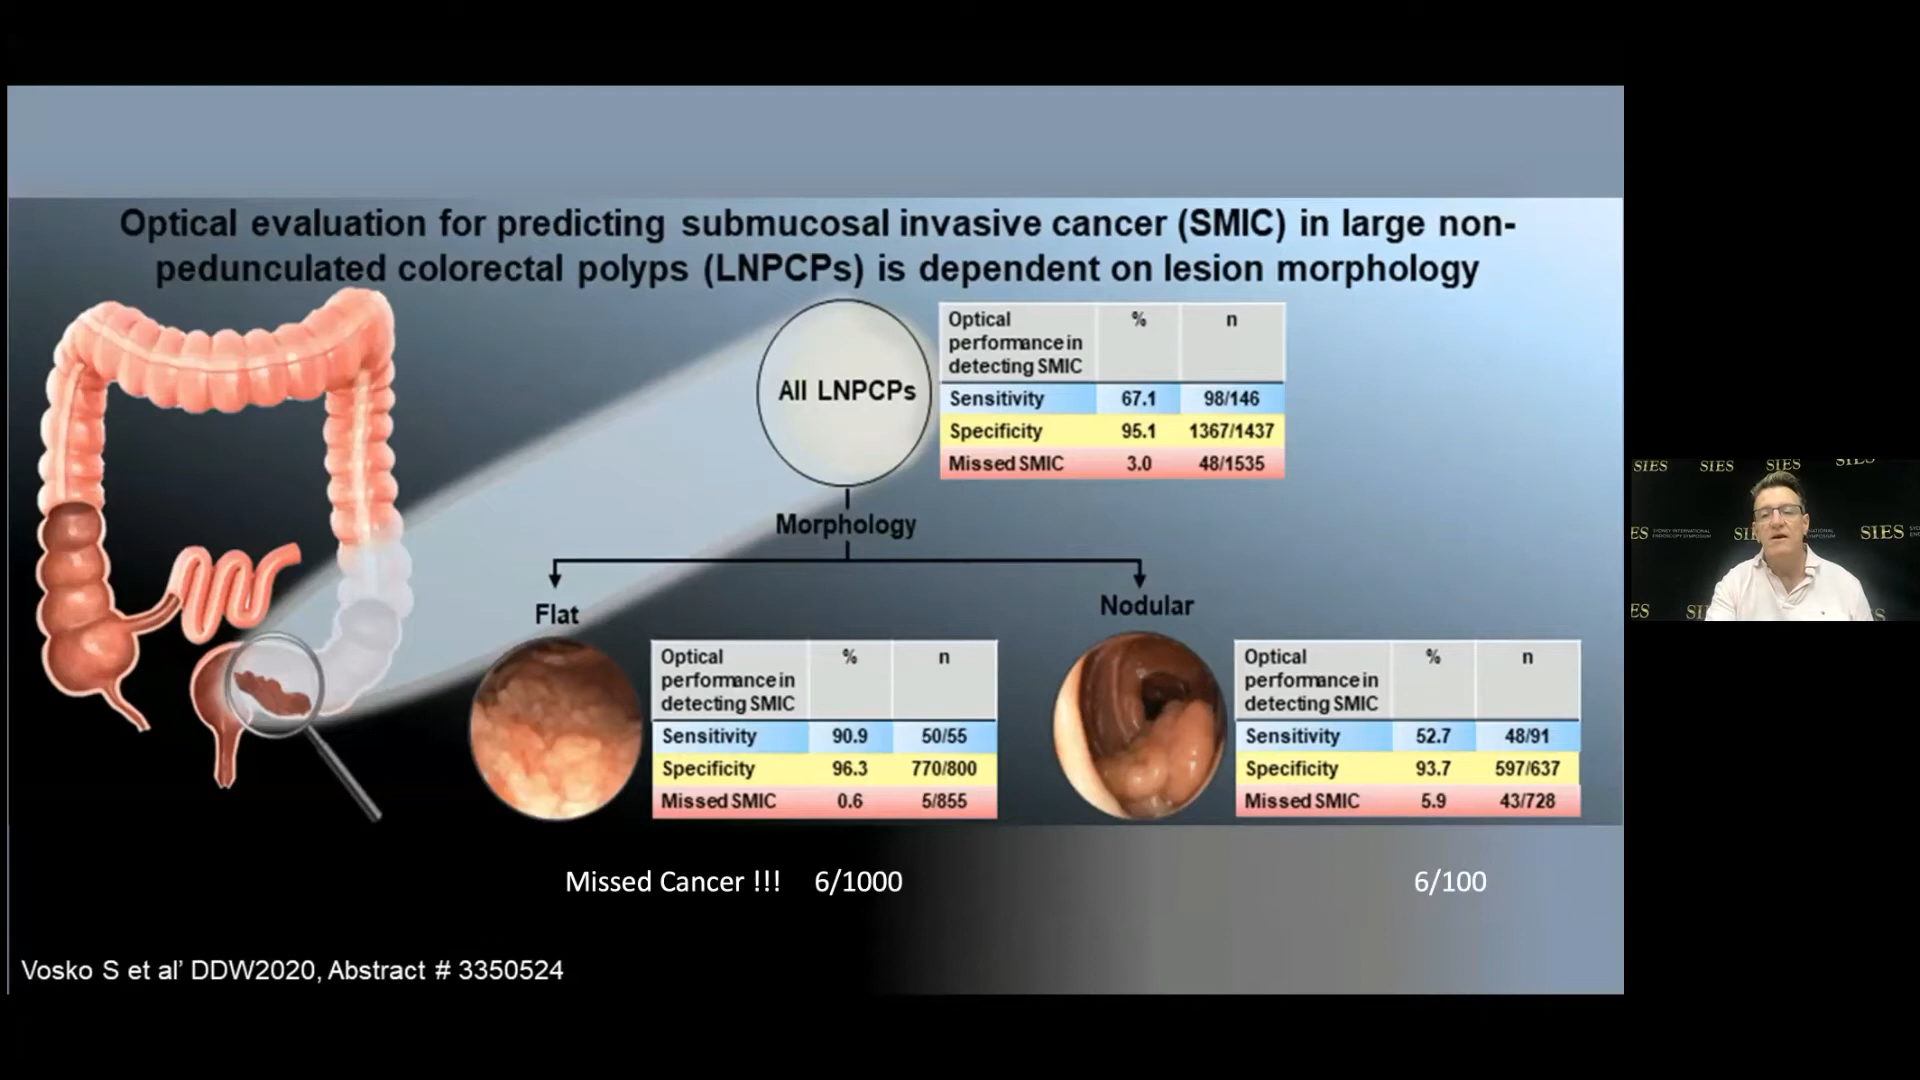 Optical evaluation for predicting submucosal invasive cancer (SMIC) in large non-
pedunculated colorectal polyps (LNPCPs) is dependent on lesion morphology
All LNPCPs
Optical performance in detecting SMIC % n
Sensitivity 67.1 98/146
Specificity 95.1 1367/1437
Missed SMIC 3.0 48/1535
Morphology
Flat
Optical performance in detecting SMIC % n
Sensitivity 90.9 50/55
Specificity 96.3 770/800
Missed SMIC 0.6 5/855
Nodular
Optical performance in detecting SMIC % n
Sensitivity 52.7 48/91
Specificity 93.7 597/637
Missed SMIC 5.9 43/728
Missed Cancer !!! 6/1000
6/100
Vosko S et al’ DDW2020, Abstract # 3350524
SIES SIES SIES SIES
SYDNEY INTERNATIONAL
ENDOSCOPY SYMPOSIUM
SIES